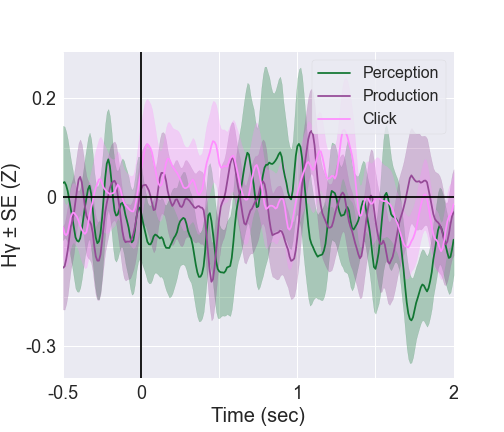 Perception
Production
Click
0.2
0
-0.3
Hγ ± SE (Z)
-0.5 0 1 2
Time (sec)